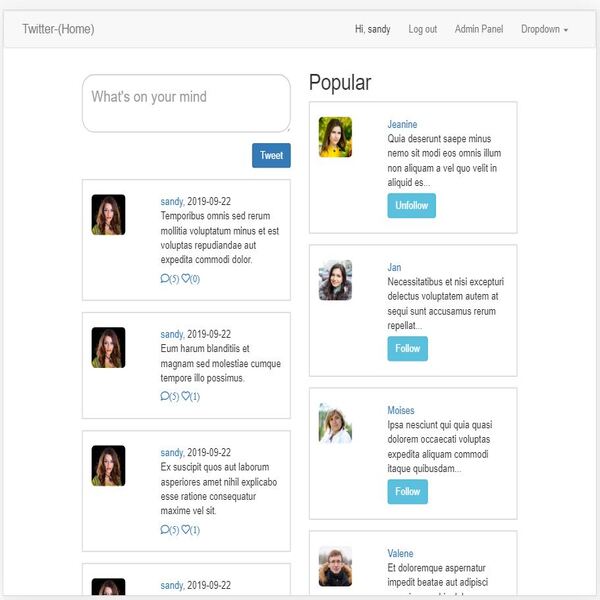 Twitter-(Home)
Hi, sandy
Log out
Admin Panel
Dropdown
What's on your mind
Tweet
sandy, 2019-09-22
Temporibus omnis sed rerum
mollitia voluptatum minus et est
voluptas repudiandae aut
expedita commodi dolor.
(5) (0)
sandy, 2019-09-22
Eum harum blanditiis et
magnam sed molestiae cumque
tempore illo possimus.
(5) (1)
sandy, 2019-09-22
Ex suscipit quos aut laborum
asperiores amet nihil explicabo
esse ratione consequatur
maxime vel sit.
(5) (1)
sandy, 2019-09-22
Popular
Jeanine
Quia deserunt saepe minus
nemo sit modi eos omnis illum
non aliquam a vel quo velit in
aliquid es...
Unfollow
Jan
Necessitatibus et nisi excepturi
delectus voluptatem autem at
sequi sunt accusamus rerum
repellat...
Follow
Moises
Ipsa nesciunt qui quia quasi
dolorem occaecati voluptas
expedita aliquam commodi
itaque quibusdam...
Follow
Valene
Et doloremque aspernatur
impedit beatae aut adipisci